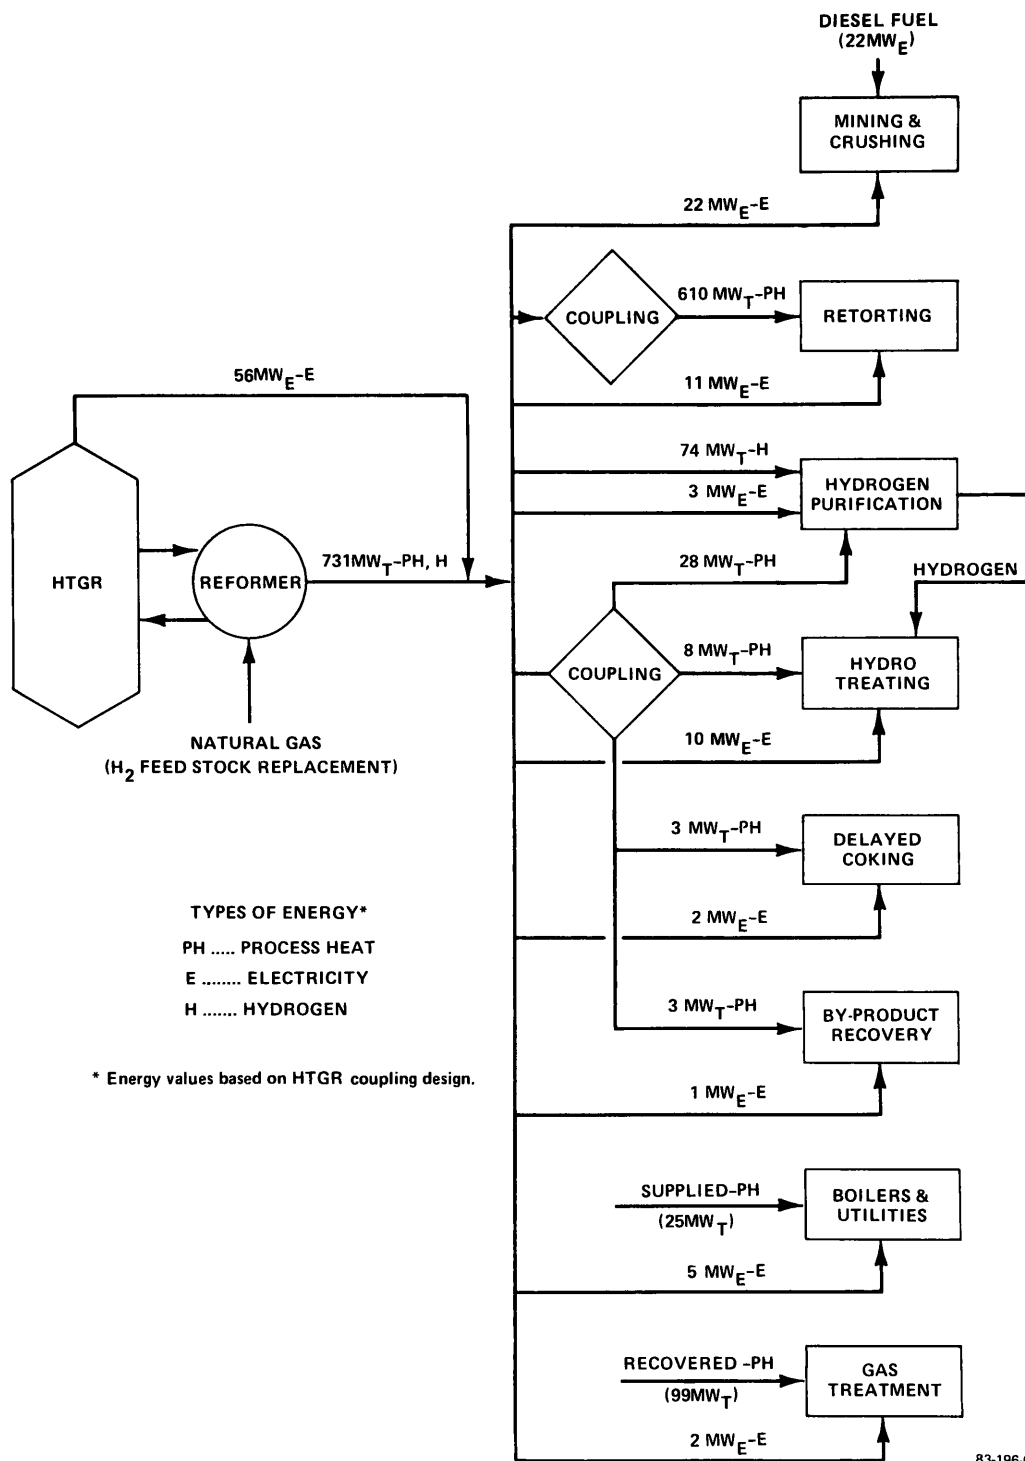 DIESEL FUEL
(22MWE)
MINING &
CRUSHING
22 MWE-E
COUPLING
610 MWT-PH
RETORTING
11 MWE-E
56MWE-E
74 MWT-H
3 MWE-E
HYDROGEN
PURIFICATION
28 MWT-PH
HTGR
REFORMER
731MWT-PH, H
HYDROGEN
COUPLING
8 MWT-PH
HYDRO
TREATING
10 MWE-E
NATURAL GAS
(H2 FEED STOCK REPLACEMENT)
3 MWT-PH
DELAYED
COKING
2 MWE-E
TYPES OF ENERGY*
PH ..... PROCESS HEAT
E ........ ELECTRICITY
H ....... HYDROGEN
3 MWT-PH
BY-PRODUCT
RECOVERY
* Energy values based on HTGR coupling design.
1 MWE-E
SUPPLIED-PH
(25MWT)
BOILERS &
UTILITIES
5 MWE-E
RECOVERED -PH
(99MWT)
GAS
TREATMENT
2 MWE-E